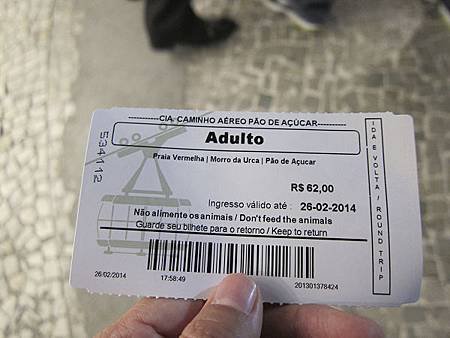 CIA. CAMINHO AÉREO PÃO DE AÇÚCAR
Adulto
Praia Vermelha | Morro da Urca | Pão de Açucar
R$ 62,00
Ingresso válido até : 26-02-2014
Não alimente os animais / Don't feed the animals
Guarde seu bilhete para o retorno / Keep to return
26/02/2014 17:58:49 201301378424
534112
IDA E VOLTA / ROUND TRIP